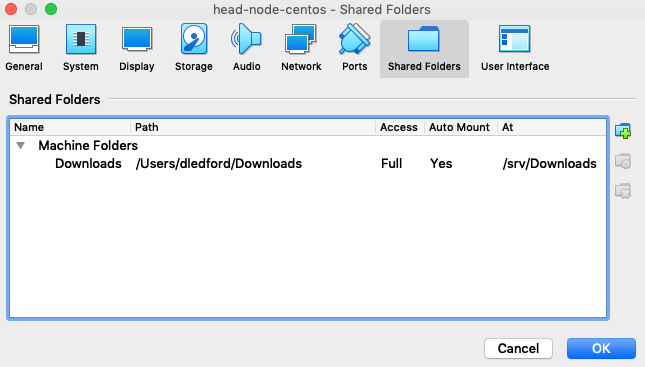 head-node-centos - Shared Folders
General System Display Storage Audio Network Ports Shared Folders User Interface
Shared Folders
Name Path Access Auto Mount At
Machine Folders
Downloads /Users/dledford/Downloads Full Yes /srv/Downloads
Cancel OK